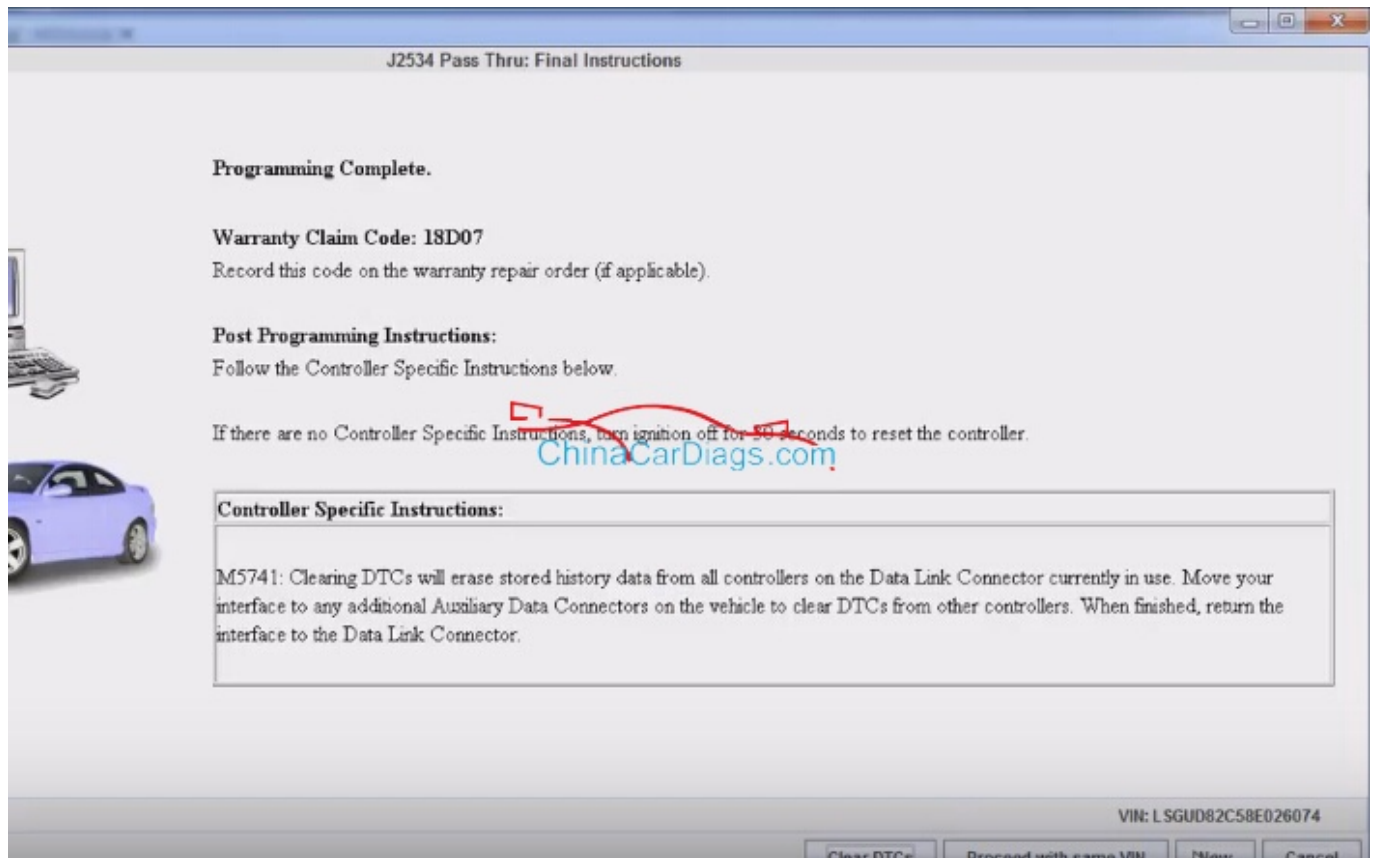 J2534 Pass Thru: Final Instructions
Programming Complete.
Warranty Claim Code: 18D07
Record this code on the warranty repair order (if applicable).
Post Programming Instructions:
Follow the Controller Specific Instructions below.
If there are no Controller Specific Instructions, turn ignition off for 30 seconds to reset the controller.
ChinaCarDiags.com
Controller Specific Instructions:
M5741: Clearing DTCs will erase stored history data from all controllers on the Data Link Connector currently in use. Move your
interface to any additional Auxiliary Data Connectors on the vehicle to clear DTCs from other controllers. When finished, return the
interface to the Data Link Connector.
VIN: LSGUD82C58E026074
Clear DTCs Proceed with same VIN New Cancel